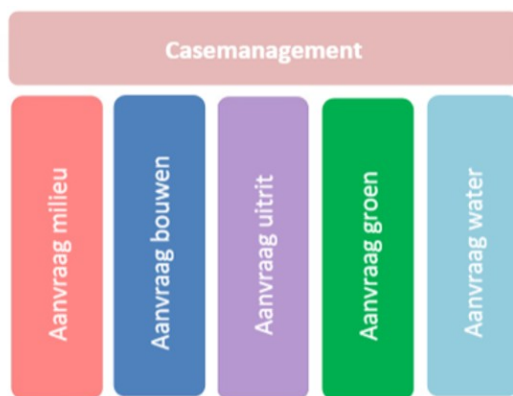 Casemanagement
Aanvraag milieu
Aanvraag bouwen
Aanvraag uitrit
Aanvraag groen
Aanvraag water